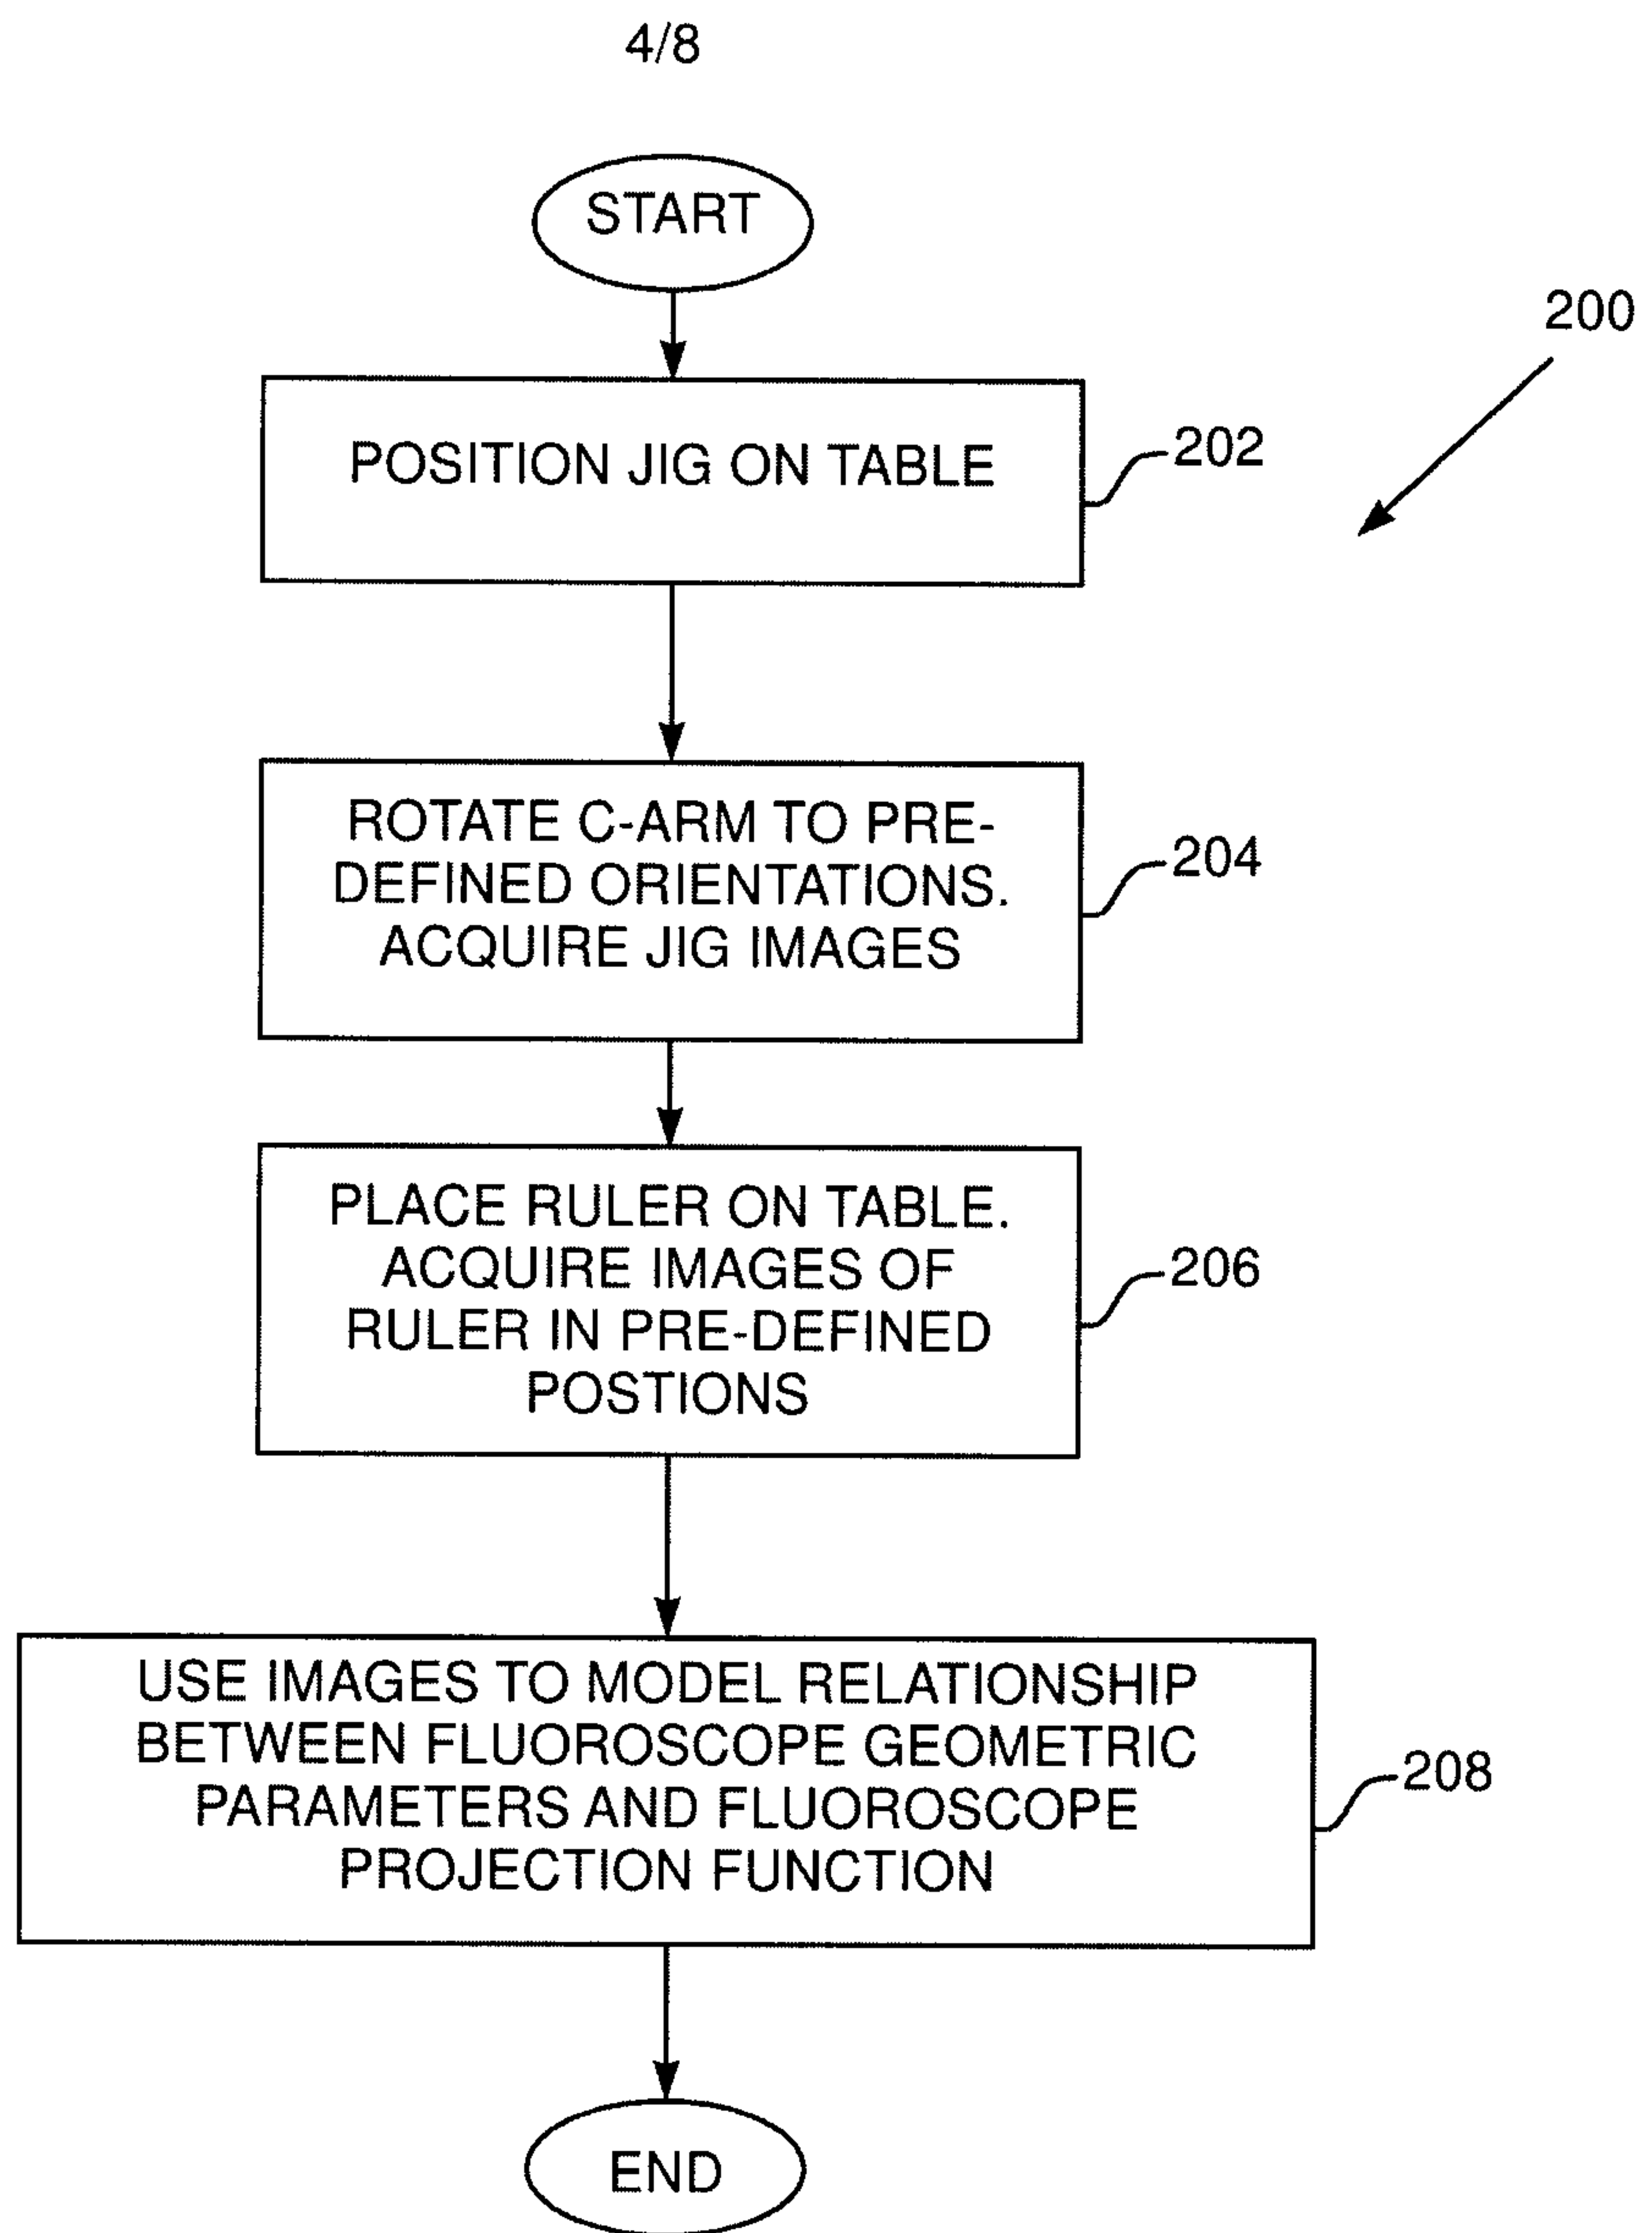 4/8
START
200
POSITION JIG ON TABLE
202
ROTATE C-ARM TO PRE-
DEFINED ORIENTATIONS.
ACQUIRE JIG IMAGES
204
PLACE RULER ON TABLE.
ACQUIRE IMAGES OF
RULER IN PRE-DEFINED
POSTIONS
206
USE IMAGES TO MODEL RELATIONSHIP
BETWEEN FLUOROSCOPE GEOMETRIC
PARAMETERS AND FLUOROSCOPE
PROJECTION FUNCTION
208
END